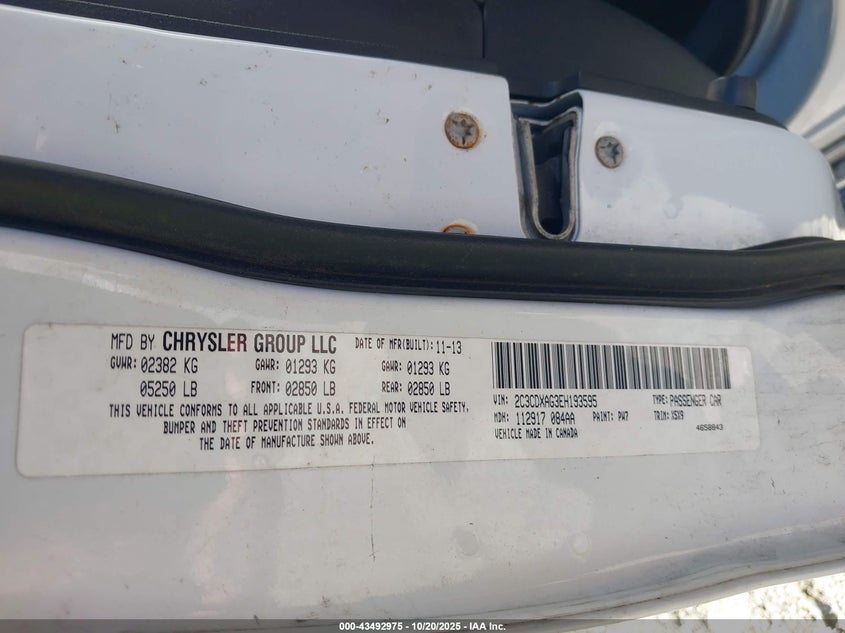 MFD BY CHRYSLER GROUP LLC DATE OF MFR(BUILT): 11-13
GVWR: 02382 KG GAWR: 01293 KG GAWR: 01293 KG
05250 LB FRONT: 02850 LB REAR: 02850 LB
THIS VEHICLE CONFORMS TO ALL APPLICABLE U.S.A. FEDERAL MOTOR VEHICLE SAFETY,
BUMPER AND THEFT PREVENTION STANDARDS IN EFFECT ON
THE DATE OF MANUFACTURE SHOWN ABOVE.
VIN: 2C3CDXAG3EH193595 TYPE: PASSENGER CAR
MDH: 112917 084AA PAINT: PW7 TRIM: X5X9
VEHICLE MADE IN CANADA 4658843
000-43492975 - 10/20/2025 - IAA Inc.